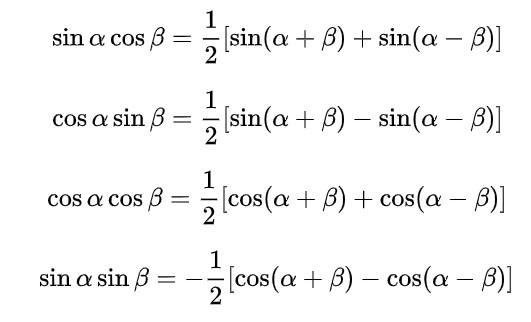 sin α cos β = 1/2 [sin(α + β) + sin(α − β)]
cos α sin β = 1/2 [sin(α + β) − sin(α − β)]
cos α cos β = 1/2 [cos(α + β) + cos(α − β)]
sin α sin β = −1/2 [cos(α + β) − cos(α − β)]